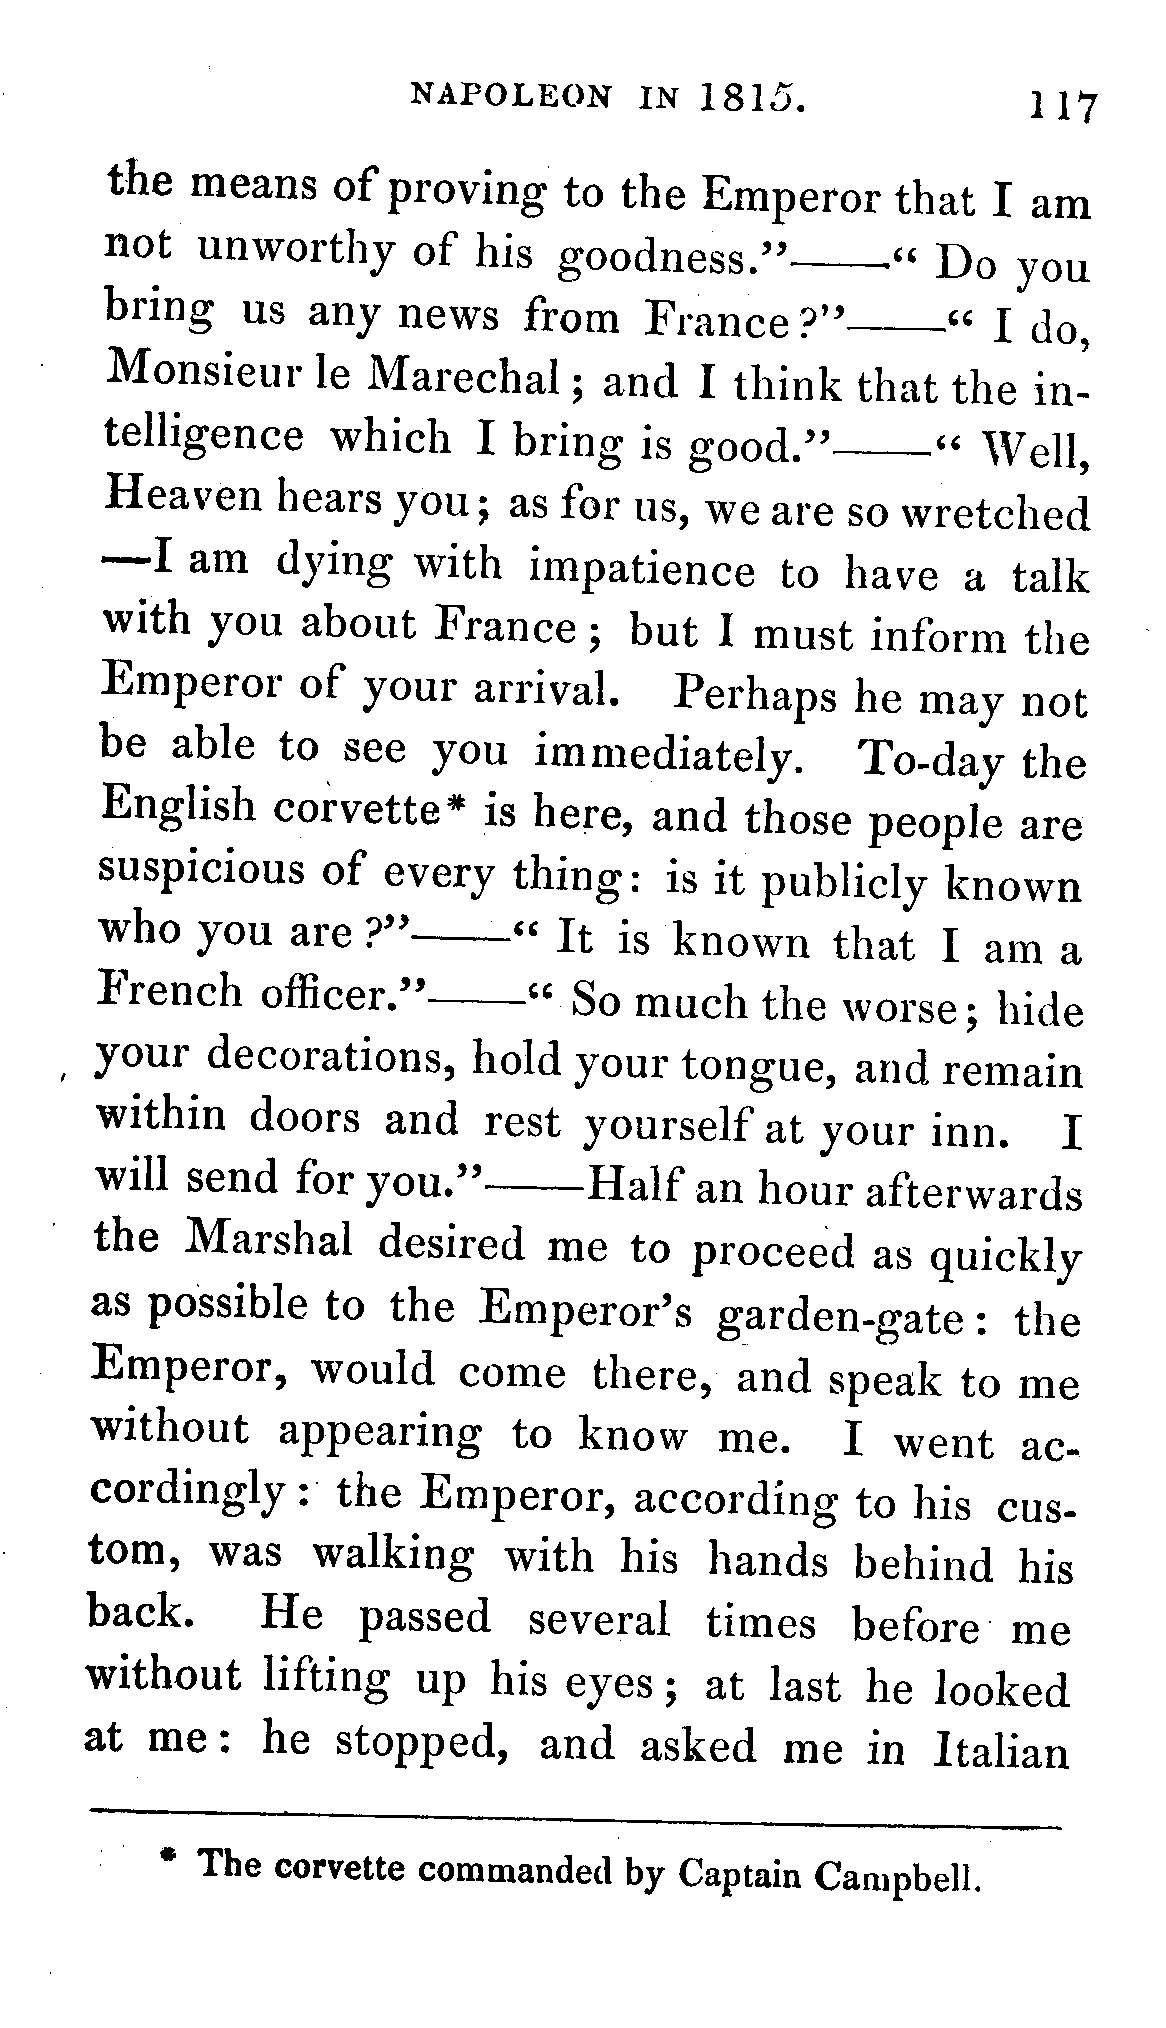 NAPOLEON IN 1815. 117
the means of proving to the Emperor that I am
not unworthy of his goodness.”——“ Do you
bring us any news from France?”——“ I do,
Monsieur le Marechal ; and I think that the in-
telligence which I bring is good.”——“ Well,
Heaven hears you ; as for us, we are so wretched
—I am dying with impatience to have a talk
with you about France ; but I must inform the
Emperor of your arrival. Perhaps he may not
be able to see you immediately. To-day the
English corvette* is here, and those people are
suspicious of every thing: is it publicly known
who you are ?”——“ It is known that I am a
French officer.”——“ So much the worse ; hide
your decorations, hold your tongue, and remain
within doors and rest yourself at your inn. I
will send for you.”——Half an hour afterwards
the Marshal desired me to proceed as quickly
as possible to the Emperor’s garden-gate : the
Emperor, would come there, and speak to me
without appearing to know me. I went ac-
cordingly : the Emperor, according to his cus-
tom, was walking with his hands behind his
back. He passed several times before me
without lifting up his eyes ; at last he looked
at me : he stopped, and asked me in Italian
* The corvette commanded by Captain Campbell.